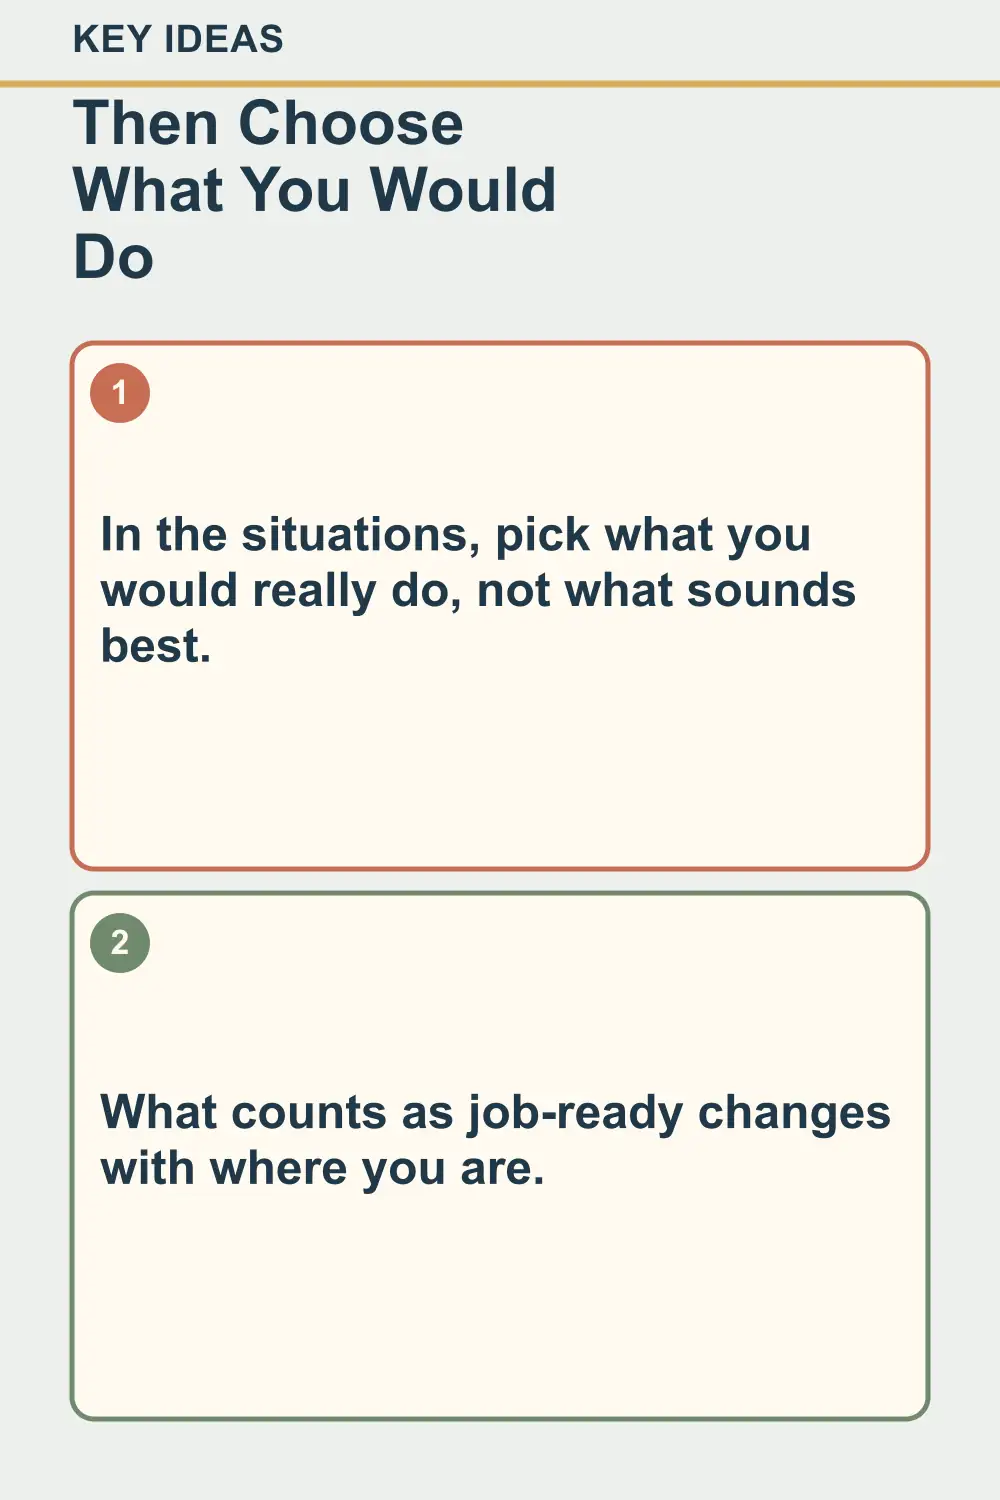 KEY IDEAS
Then Choose
What You Would
Do
1
In the situations, pick what you
would really do, not what sounds
best.
2
What counts as job-ready changes
with where you are.